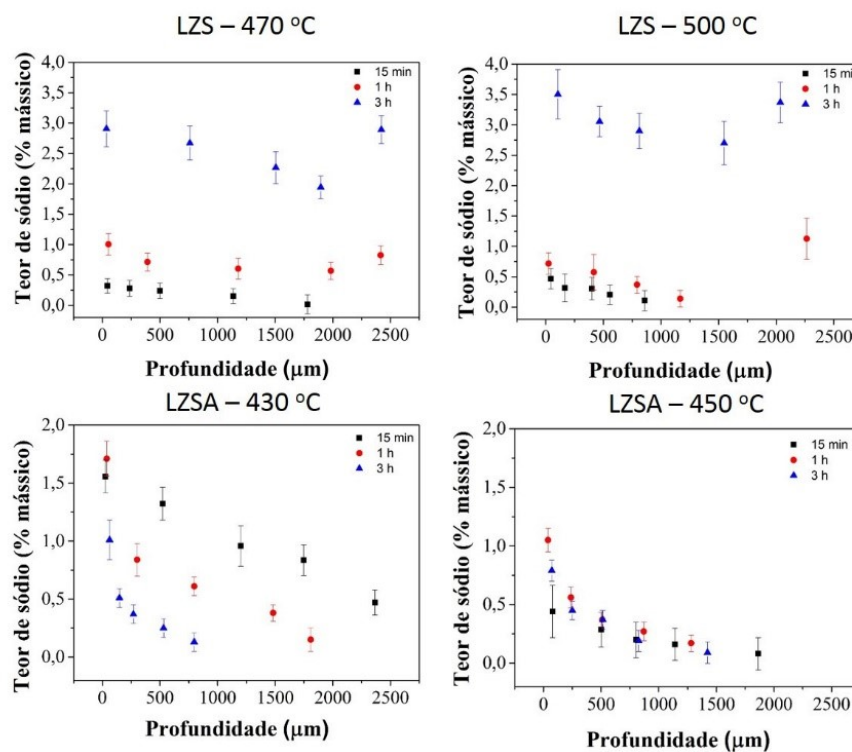 LZS – 470 ºC
4,0
3,5
3,0
2,5
2,0
1,5
1,0
0,5
0,0
15 min
1 h
3 h
0 500 1000 1500 2000 2500
Teor de sódio (% mássico)
Profundidade (μm)
LZS – 500 ºC
4,0
3,5
3,0
2,5
2,0
1,5
1,0
0,5
0,0
15 min
1 h
3 h
0 500 1000 1500 2000 2500
Teor de sódio (% mássico)
Profundidade (μm)
LZSA – 430 ºC
2,0
1,5
1,0
0,5
0,0
15 min
1 h
3 h
0 500 1000 1500 2000 2500
Teor de sódio (% mássico)
Profundidade (μm)
LZSA – 450 ºC
2,0
1,5
1,0
0,5
0,0
15 min
1 h
3 h
0 500 1000 1500 2000 2500
Teor de sódio (% mássico)
Profundidade (μm)